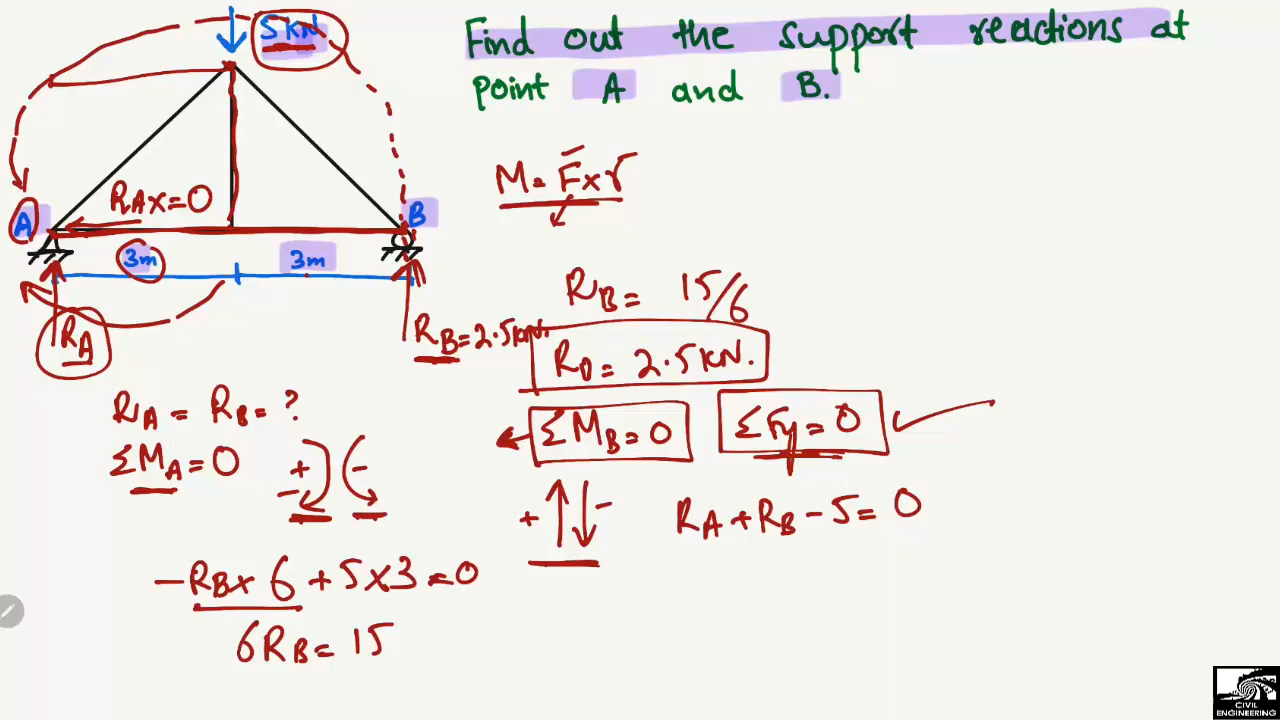 5 kN
Find out the support reactions at
point A and B.
M = F̄ x r
RAx = 0
A
B
3m
3m
RA
RB = 2.5kN.
RB = 15/6
RD = 2.5KN.
RA = RB = ?
ΣMA = 0
+ -
-
ΣMB = 0
ΣFy = 0
+ -
RA + RB - 5 = 0
-RB x 6 + 5 x 3 = 0
6RB = 15
CIVIL
ENGINEERING